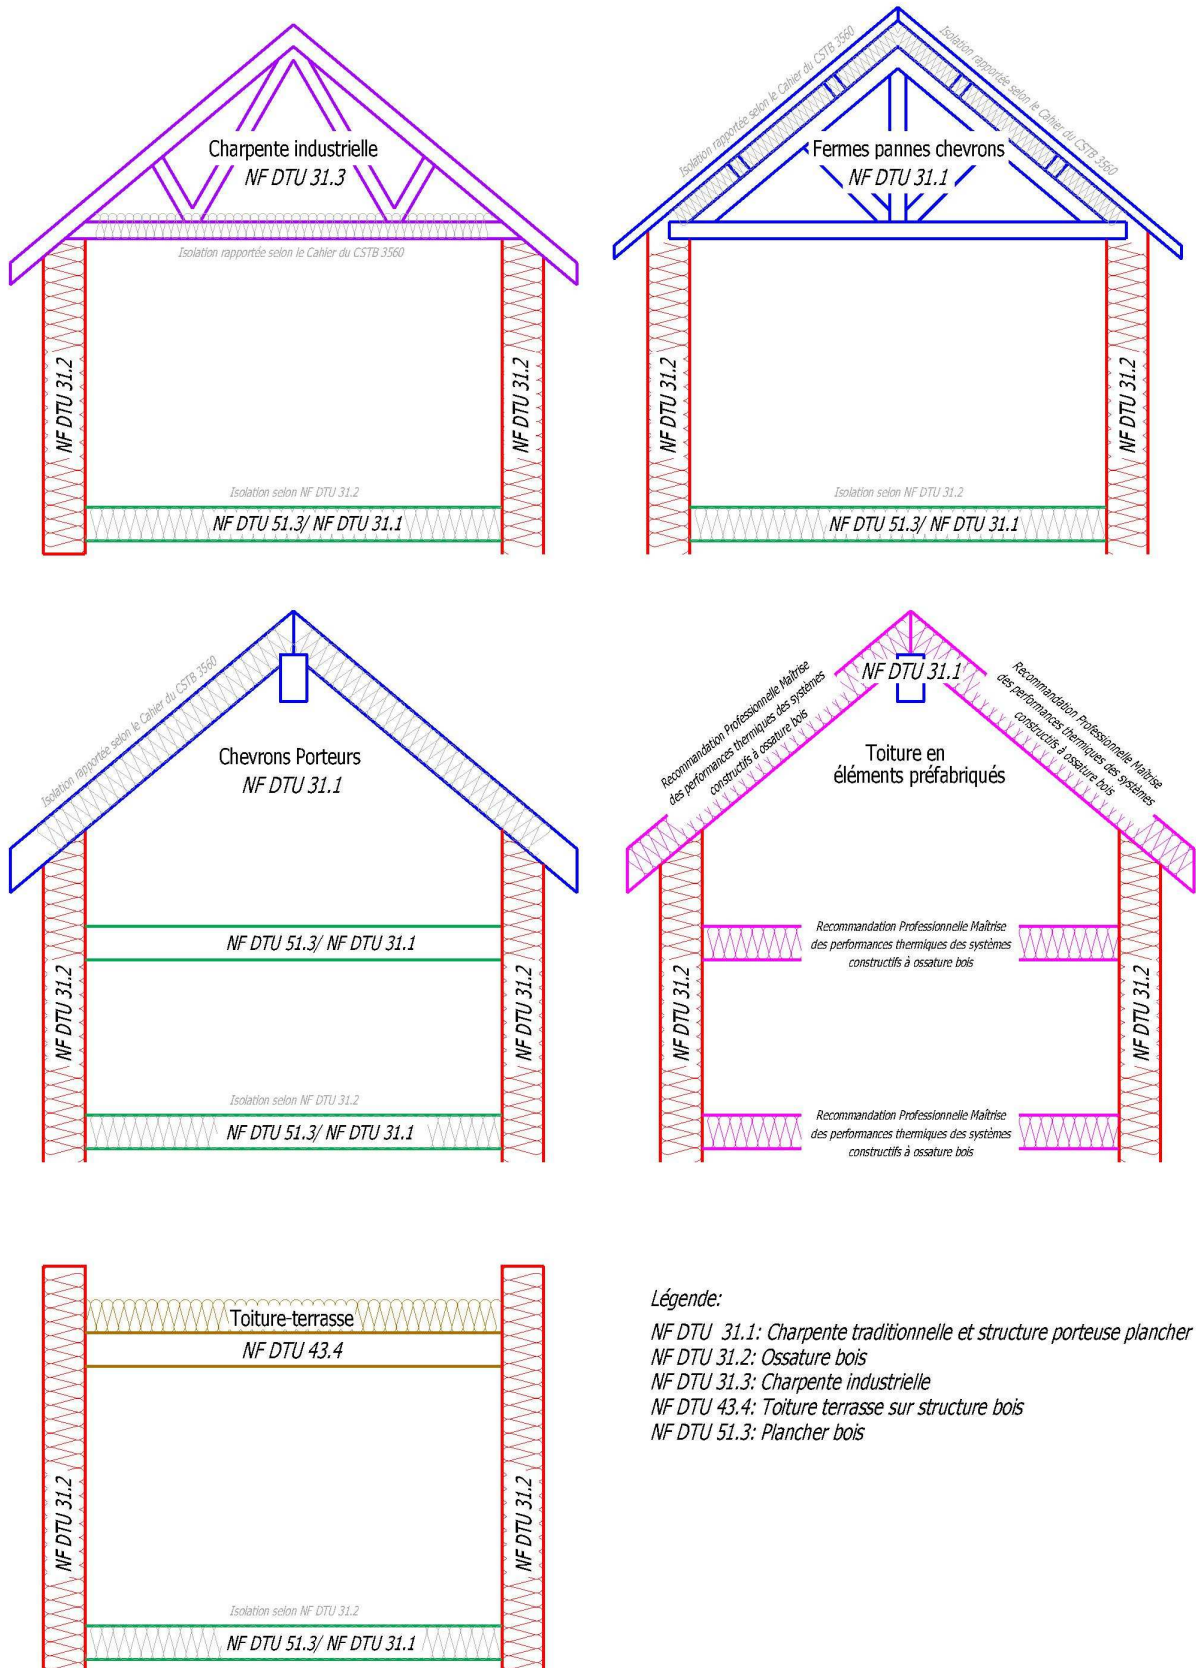 Charpente industrielle
NF DTU 31.3
Isolation rapportée selon le Cahier du CSTB 3560
NF DTU 31.2
NF DTU 31.2
Isolation selon NF DTU 31.2
NF DTU 51.3/ NF DTU 31.1
Isolation rapportée selon le Cahier du CSTB 3560
Isolation rapportée selon le Cahier du CSTB 3560
Fermes pannes chevrons
NF DTU 31.1
NF DTU 31.2
NF DTU 31.2
Isolation selon NF DTU 31.2
NF DTU 51.3/ NF DTU 31.1
Isolation rapportée selon le Cahier du CSTB 3560
Chevrons Porteurs
NF DTU 31.1
NF DTU 51.3/ NF DTU 31.1
NF DTU 31.2
NF DTU 31.2
Isolation selon NF DTU 31.2
NF DTU 51.3/ NF DTU 31.1
NF DTU 31.1
Recommandation Professionnelle Maîtrise
des performances thermiques des systèmes
constructifs à ossature bois
Recommandation Professionnelle Maîtrise
des performances thermiques des systèmes
constructifs à ossature bois
Toiture en
éléments préfabriqués
Recommandation Professionnelle Maîtrise
des performances thermiques des systèmes
constructifs à ossature bois
NF DTU 31.2
NF DTU 31.2
Recommandation Professionnelle Maîtrise
des performances thermiques des systèmes
constructifs à ossature bois
Toiture-terrasse
NF DTU 43.4
NF DTU 31.2
NF DTU 31.2
Isolation selon NF DTU 31.2
NF DTU 51.3/ NF DTU 31.1
Légende:
NF DTU 31.1: Charpente traditionnelle et structure porteuse plancher
NF DTU 31.2: Ossature bois
NF DTU 31.3: Charpente industrielle
NF DTU 43.4: Toiture terrasse sur structure bois
NF DTU 51.3: Plancher bois